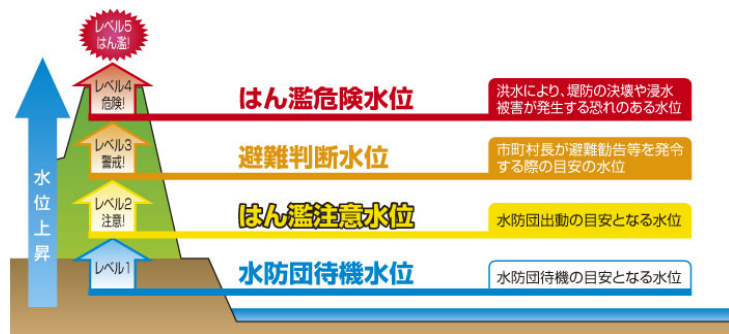 レベル5
はん濫!
レベル4
危険!
はん濫危険水位
洪水により、堤防の決壊や浸水
被害が発生する恐れのある水位
レベル3
警戒!
避難判断水位
市町村長が避難勧告等を発令
する際の目安の水位
レベル2
注意!
はん濫注意水位
水防団出動の目安となる水位
レベル1
水防団待機水位
水防団待機の目安となる水位
水位上昇